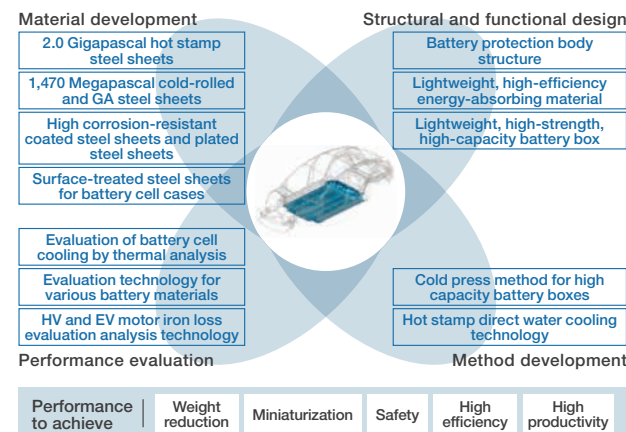 Material development
2.0 Gigapascal hot stamp
steel sheets
1,470 Megapascal cold-rolled
and GA steel sheets
High corrosion-resistant
coated steel sheets and plated
steel sheets
Surface-treated steel sheets
for battery cell cases
Structural and functional design
Battery protection body
structure
Lightweight, high-efficiency
energy-absorbing material
Lightweight, high-strength,
high-capacity battery box
Evaluation of battery cell
cooling by thermal analysis
Evaluation technology for
various battery materials
HV and EV motor iron loss
evaluation analysis technology
Performance evaluation
Cold press method for high
capacity battery boxes
Hot stamp direct water cooling
technology
Method development
Performance
to achieve
Weight
reduction
Miniaturization
Safety
High
efficiency
High
productivity